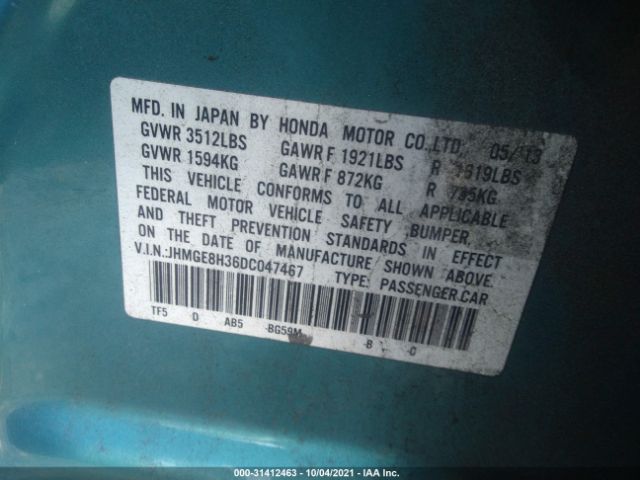 MFD. IN JAPAN BY HONDA MOTOR CO.,LTD. 05/13
GVWR 3512LBS GAWR F 1921LBS R 1619LBS
GVWR 1594KG GAWR F 872KG R 735KG
THIS VEHICLE CONFORMS TO ALL APPLICABLE
FEDERAL MOTOR VEHICLE SAFETY, BUMPER,
AND THEFT PREVENTION STANDARDS IN EFFECT
ON THE DATE OF MANUFACTURE SHOWN ABOVE.
V.I.N.:JHMGE8H36DC047467 TYPE: PASSENGER CAR
TF5 D AB5 -BG59M -B -C
000-31412463 - 10/04/2021 - IAA Inc.